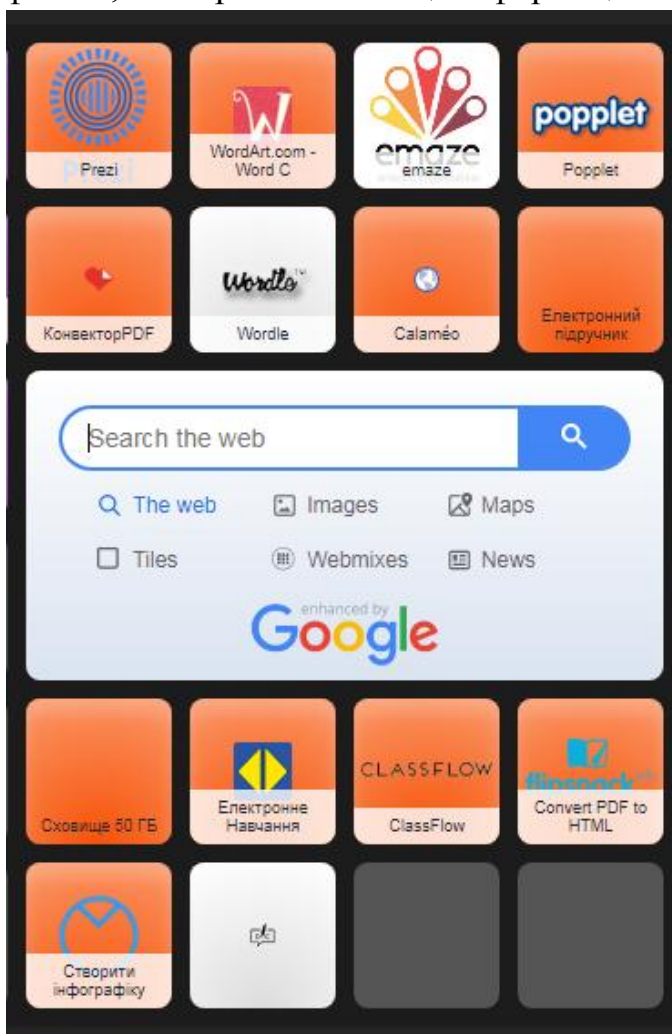 Prezi
WordArt.com -
Word C
emaze
emaze
popplet
Popplet
КонвекторPDF
Wordle™
Wordle
Calaméo
Електронний
підручник
Search the web
The web
Images
Maps
Tiles
Webmixes
News
enhanced by
Google
Сховище 50 ГБ
Електронне
Навчання
CLASSFLOW
ClassFlow
Convert PDF to
HTML
Створити
інфографіку